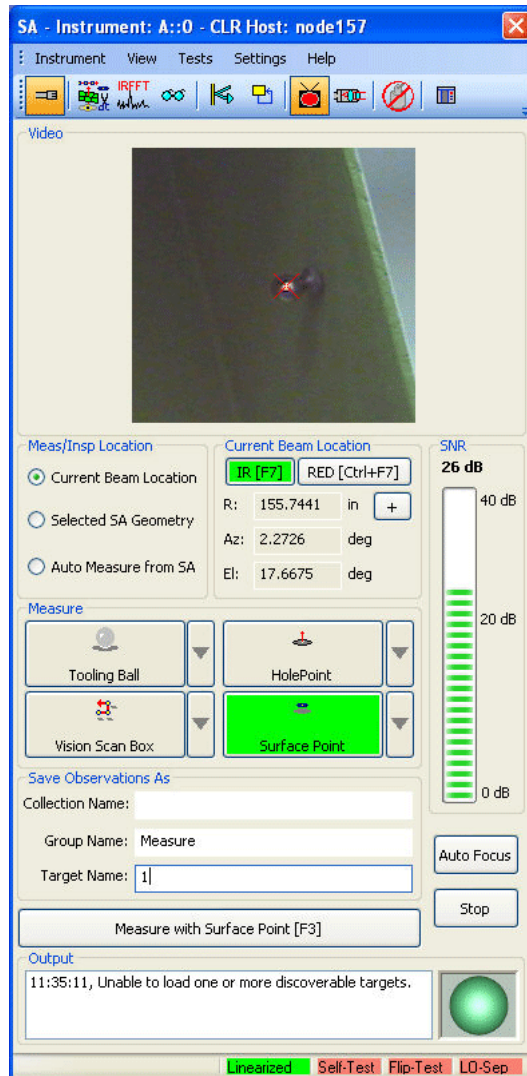 SA - Instrument: A::0 - CLR Host: node157
Instrument View Tests Settings Help
IRFFT
Video
Meas/Insp Location
Current Beam Location
Selected SA Geometry
Auto Measure from SA
Current Beam Location
IR [F7] RED [Ctrl+F7]
R: 155.7441 in +
Az: 2.2726 deg
El: 17.6675 deg
SNR
26 dB
40 dB
20 dB
0 dB
Measure
Tooling Ball
HolePoint
Vision Scan Box
Surface Point
Save Observations As
Collection Name:
Group Name: Measure
Target Name: 1
Auto Focus
Stop
Measure with Surface Point [F3]
Output
11:35:11, Unable to load one or more discoverable targets.
Linearized Self-Test Flip-Test LO-Sep